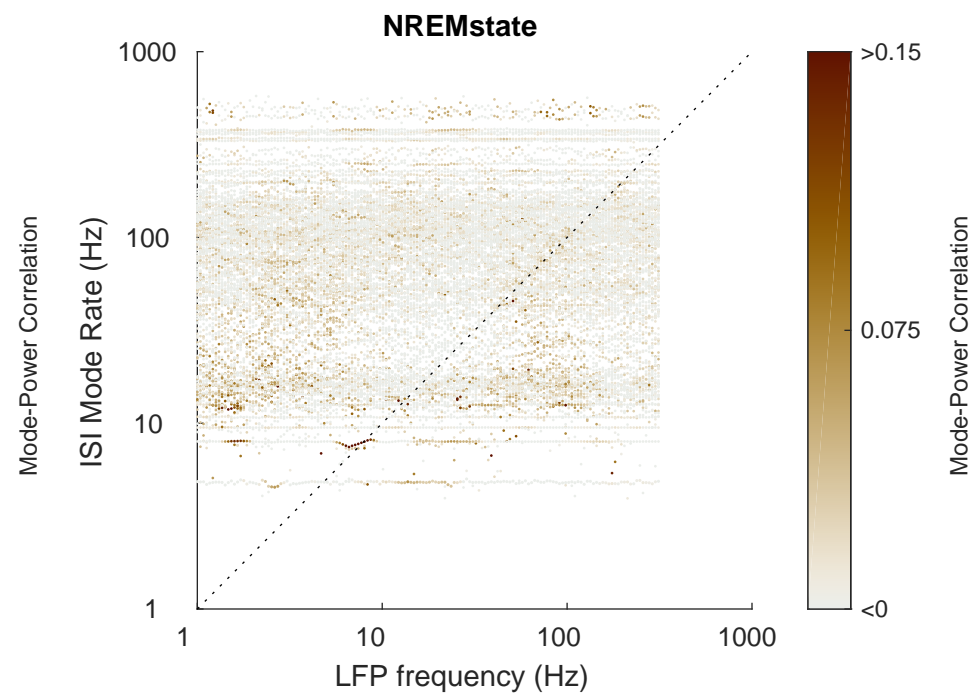 NREMstate
1000
100
10
1
1
10
100
1000
ISI Mode Rate (Hz)
Mode-Power Correlation
LFP frequency (Hz)
>0.15
0.075
<0
Mode-Power Correlation